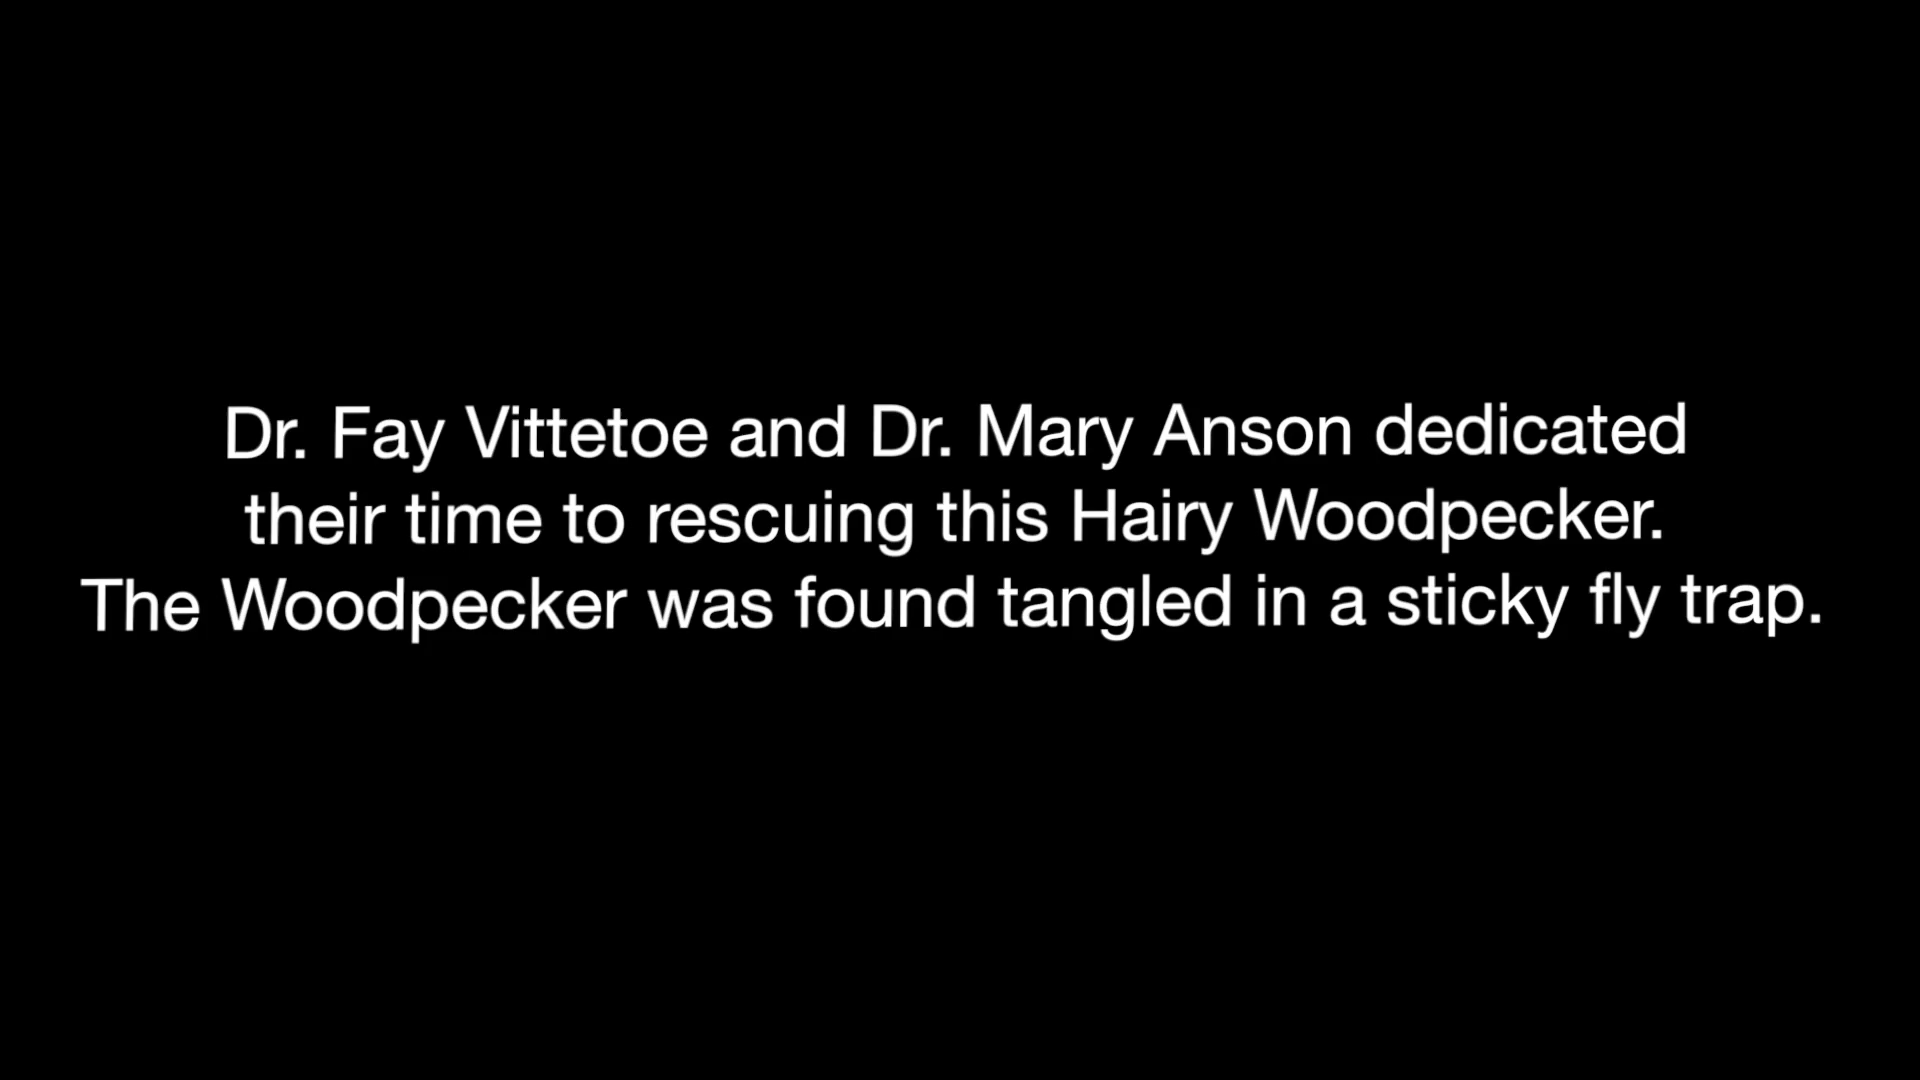 Dr. Fay Vittetoe and Dr. Mary Anson dedicated
their time to rescuing this Hairy Woodpecker.
The Woodpecker was found tangled in a sticky fly trap.